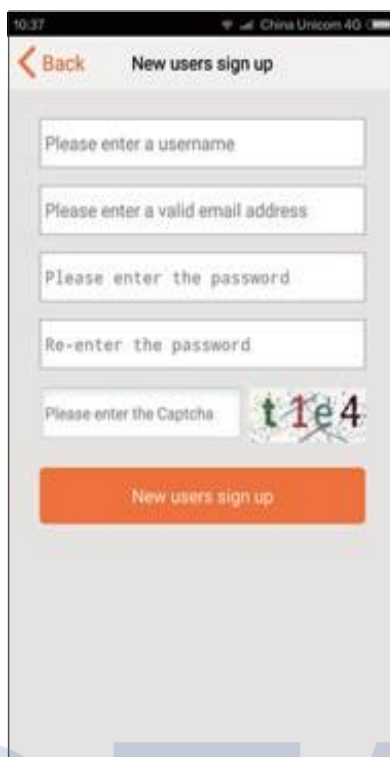 10:37 China Unicom 4G
Back New users sign up
Please enter a username
Please enter a valid email address
Please enter the password
Re-enter the password
Please enter the Captcha t1e4
New users sign up